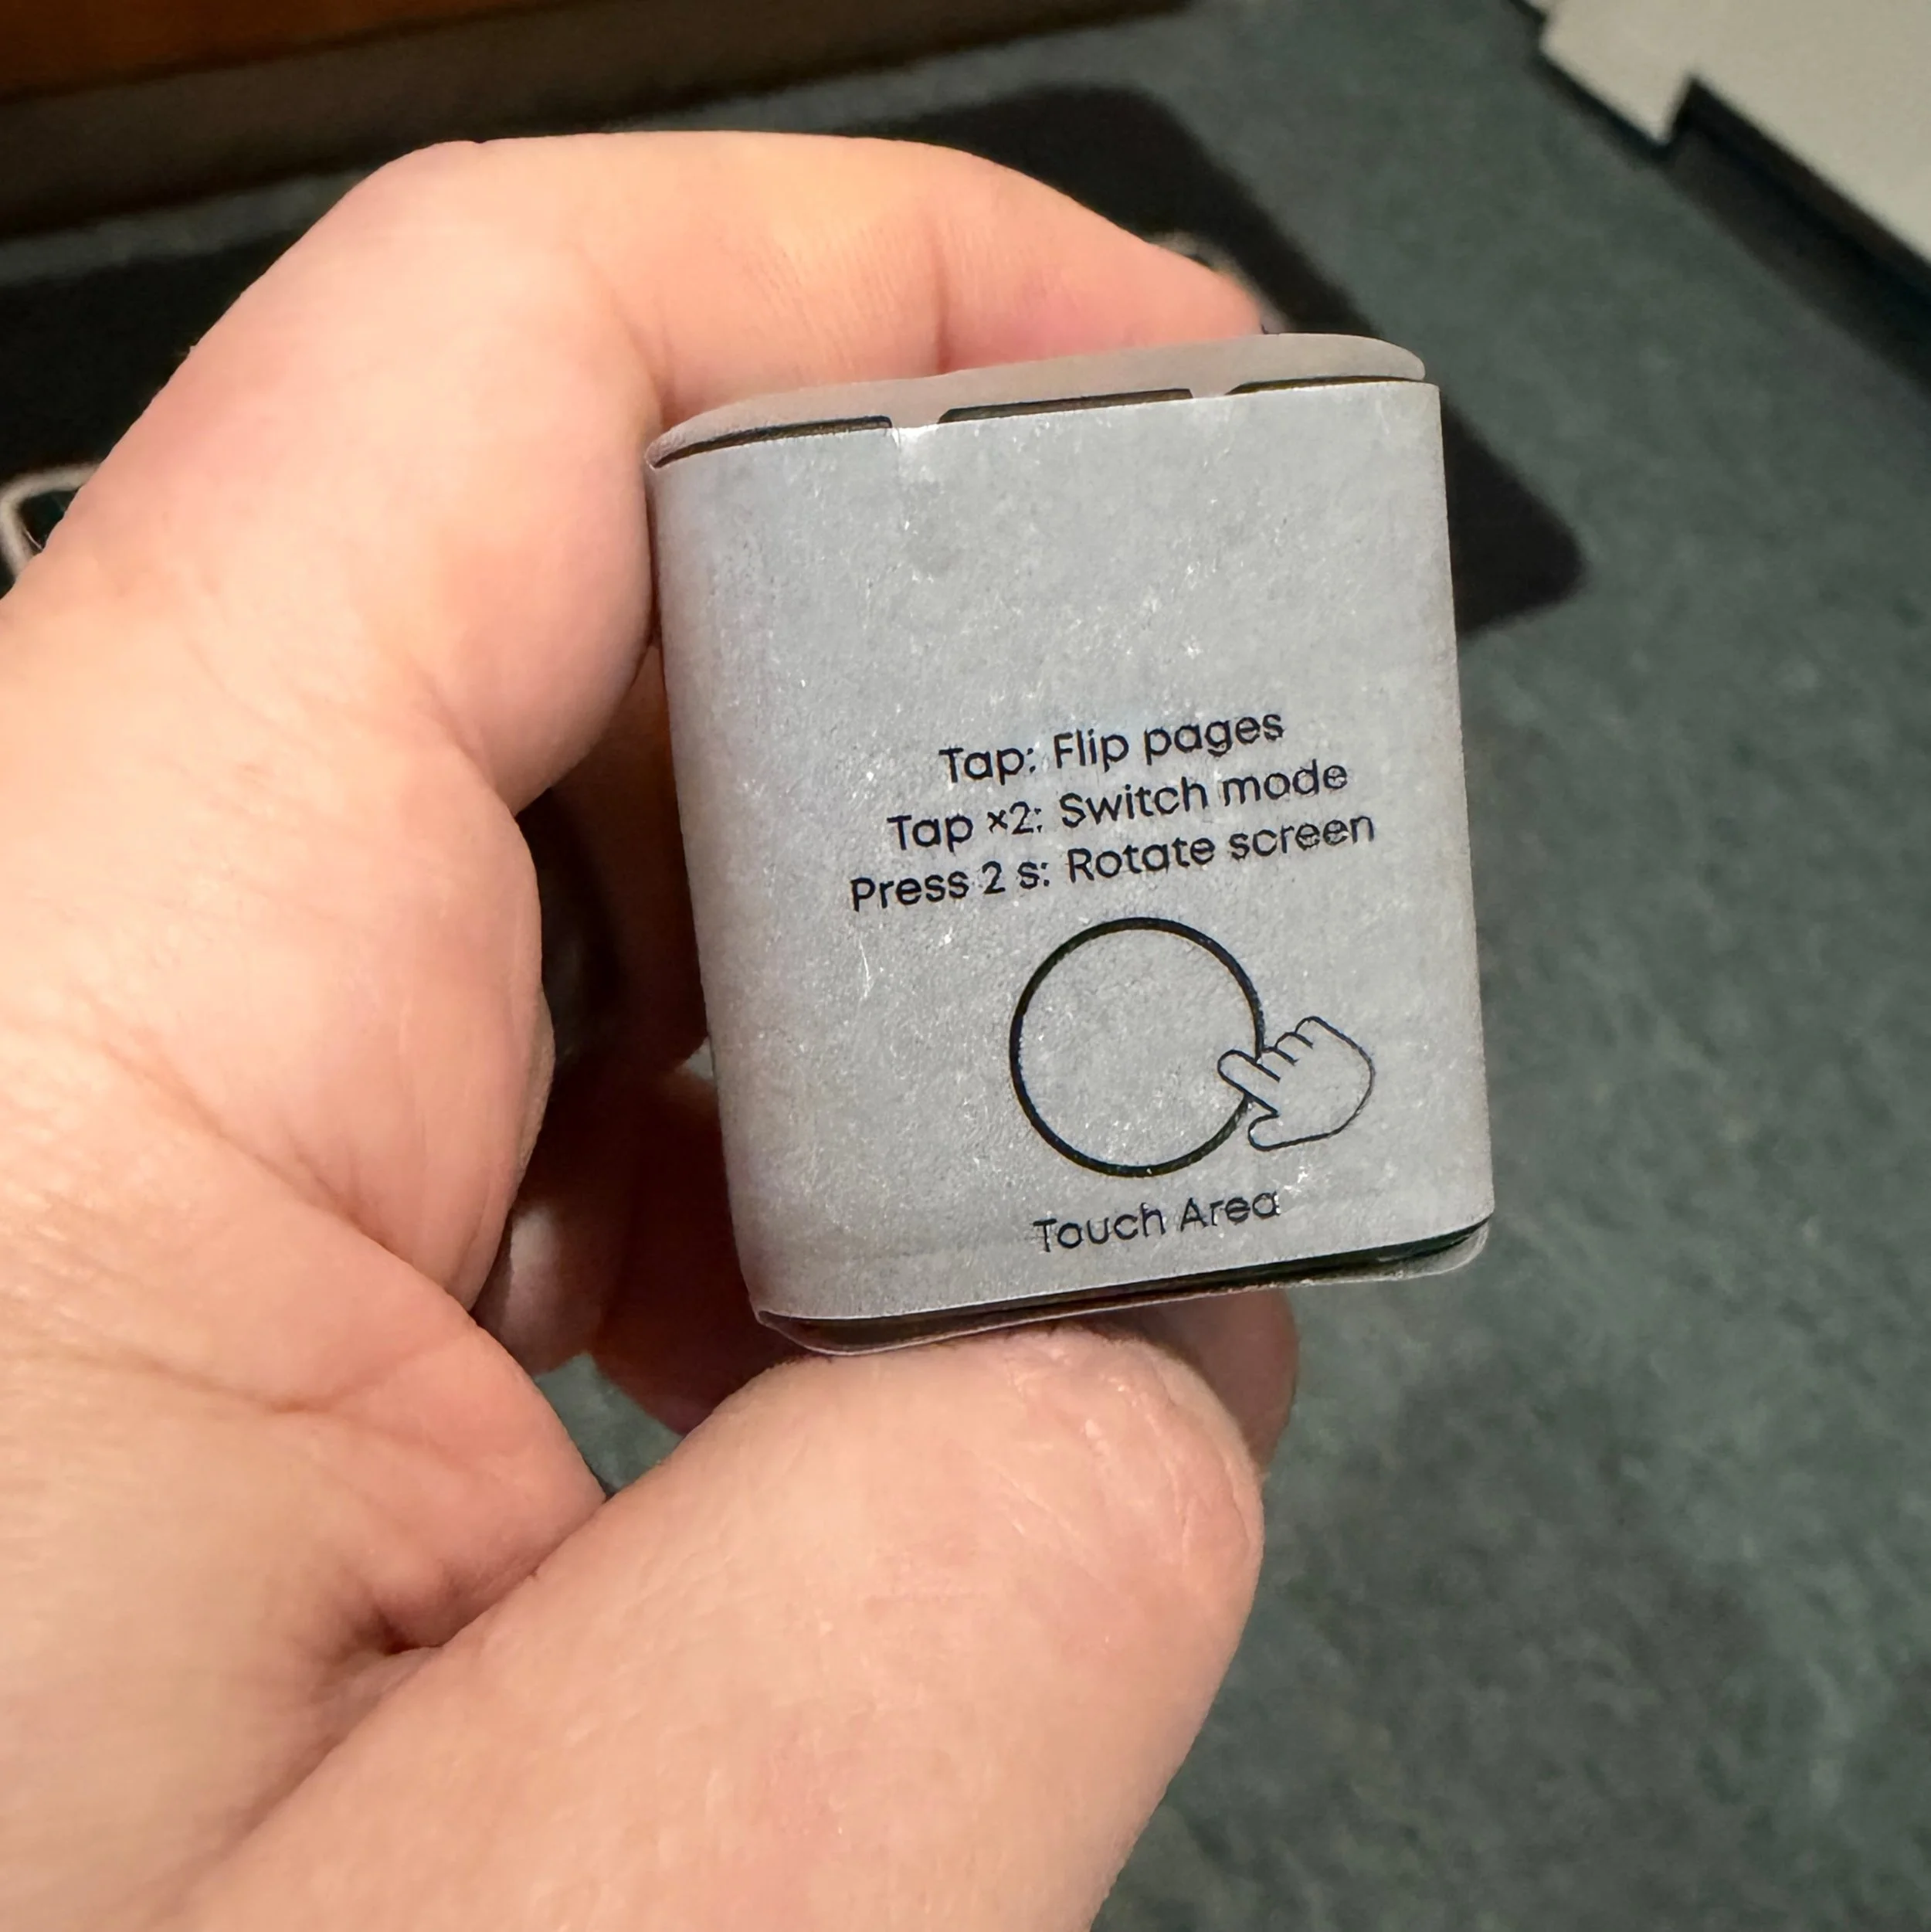 Tap: Flip pages
Tap ×2: Switch mode
Press 2 s: Rotate screen
Touch Area